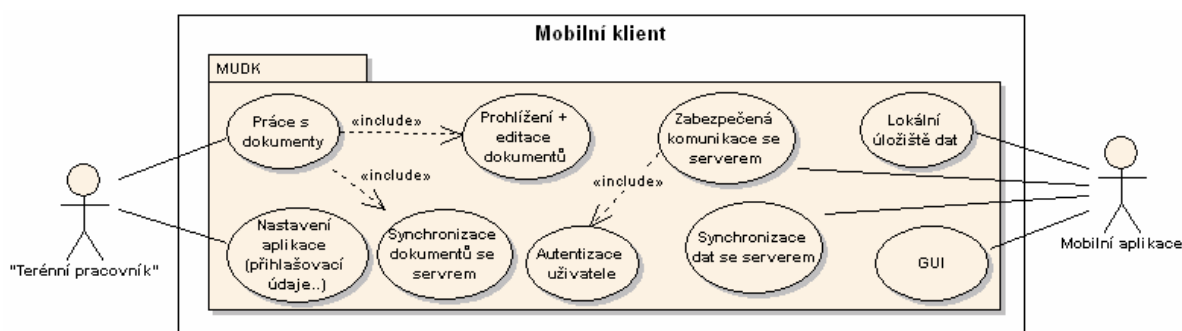 Mobilní klient
MUDK
Práce s
dokumenty
«include»
Prohlížení +
editace
dokumentů
Zabezpečená
komunikace se
serverem
Lokální
úložiště dat
«include»
«include»
Nastavení
aplikace
(přihlašovací
údaje..)
Synchronizace
dokumentů se
servrem
Autentizace
uživatele
Synchronizace
dat se serverem
GUI
"Terénní pracovník"
Mobilní aplikace